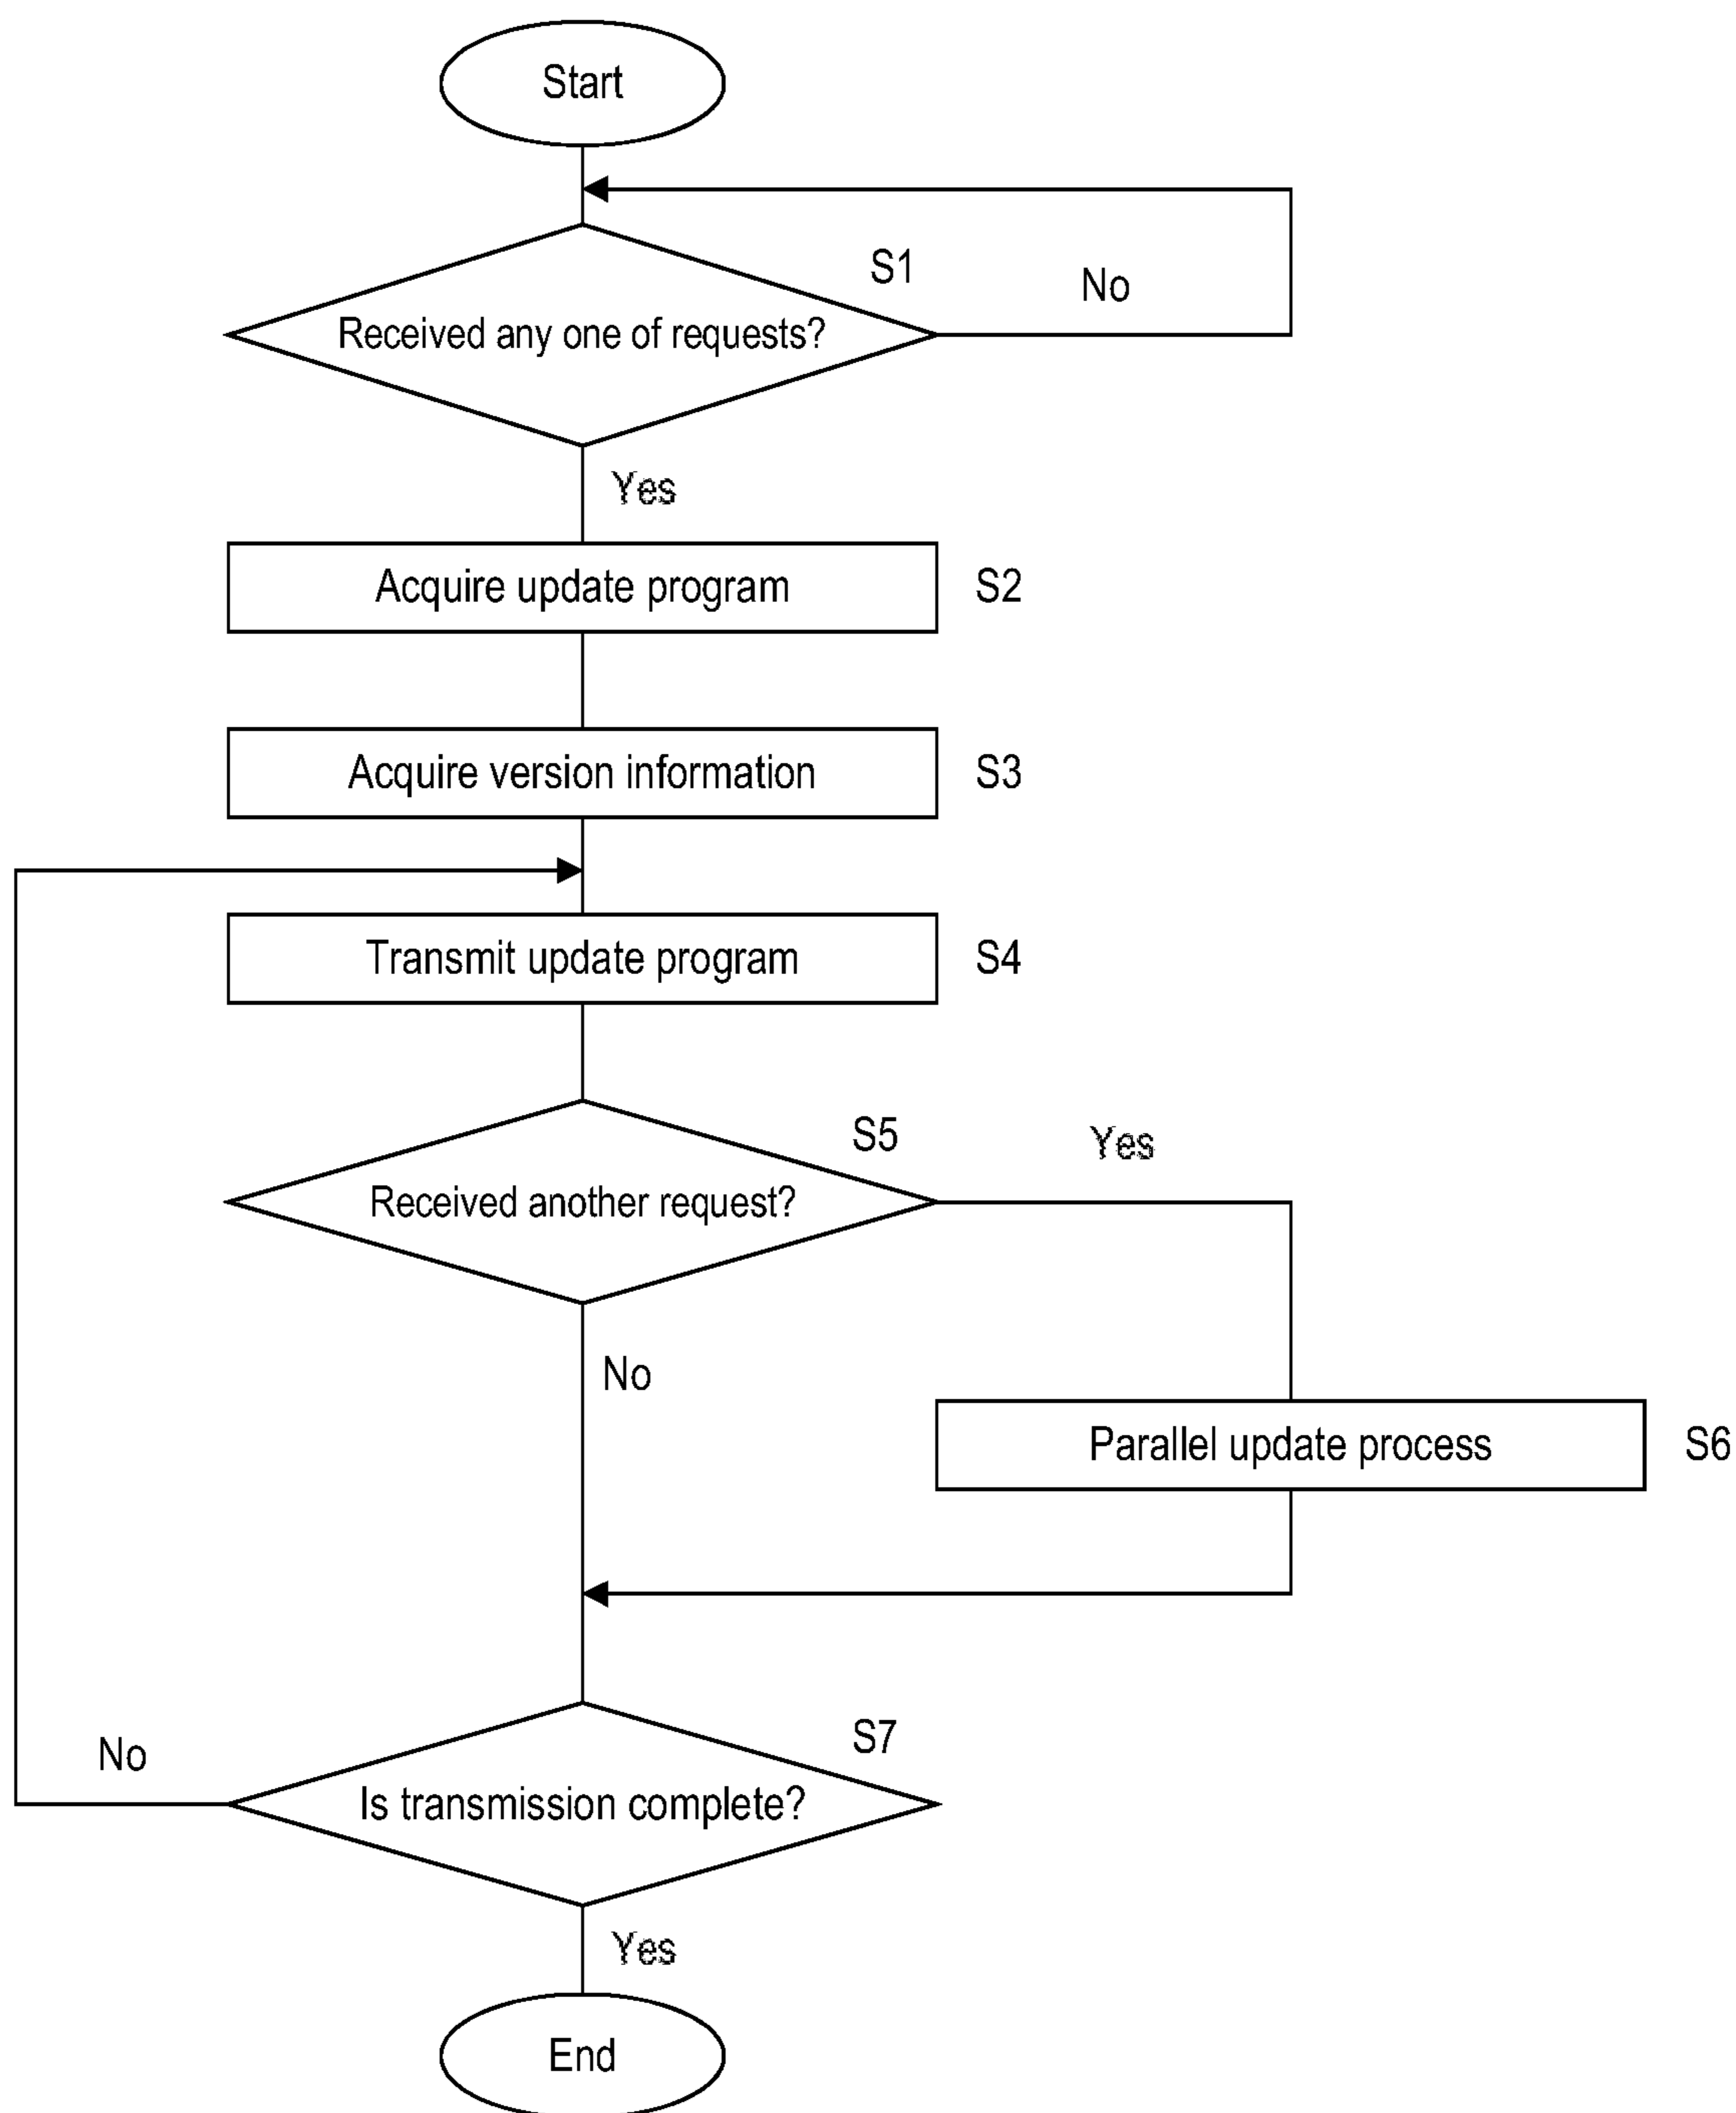 Start
S1
No
Received any one of requests?
Yes
Acquire update program
S2
Acquire version information
S3
Transmit update program
S4
S5
Yes
Received another request?
No
Parallel update process
S6
S7
No
Is transmission complete?
Yes
End